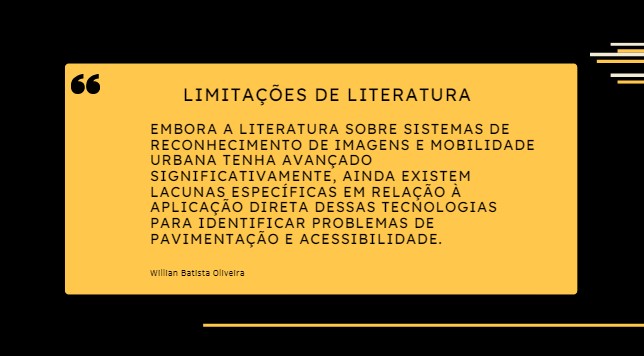 LIMITAÇÕES DE LITERATURA
EMBORA A LITERATURA SOBRE SISTEMAS DE
RECONHECIMENTO DE IMAGENS E MOBILIDADE
URBANA TENHA AVANÇADO
SIGNIFICATIVAMENTE, AINDA EXISTEM
LACUNAS ESPECÍFICAS EM RELAÇÃO À
APLICAÇÃO DIRETA DESSAS TECNOLOGIAS
PARA IDENTIFICAR PROBLEMAS DE
PAVIMENTAÇÃO E ACESSIBILIDADE.
Willian Batista Oliveira